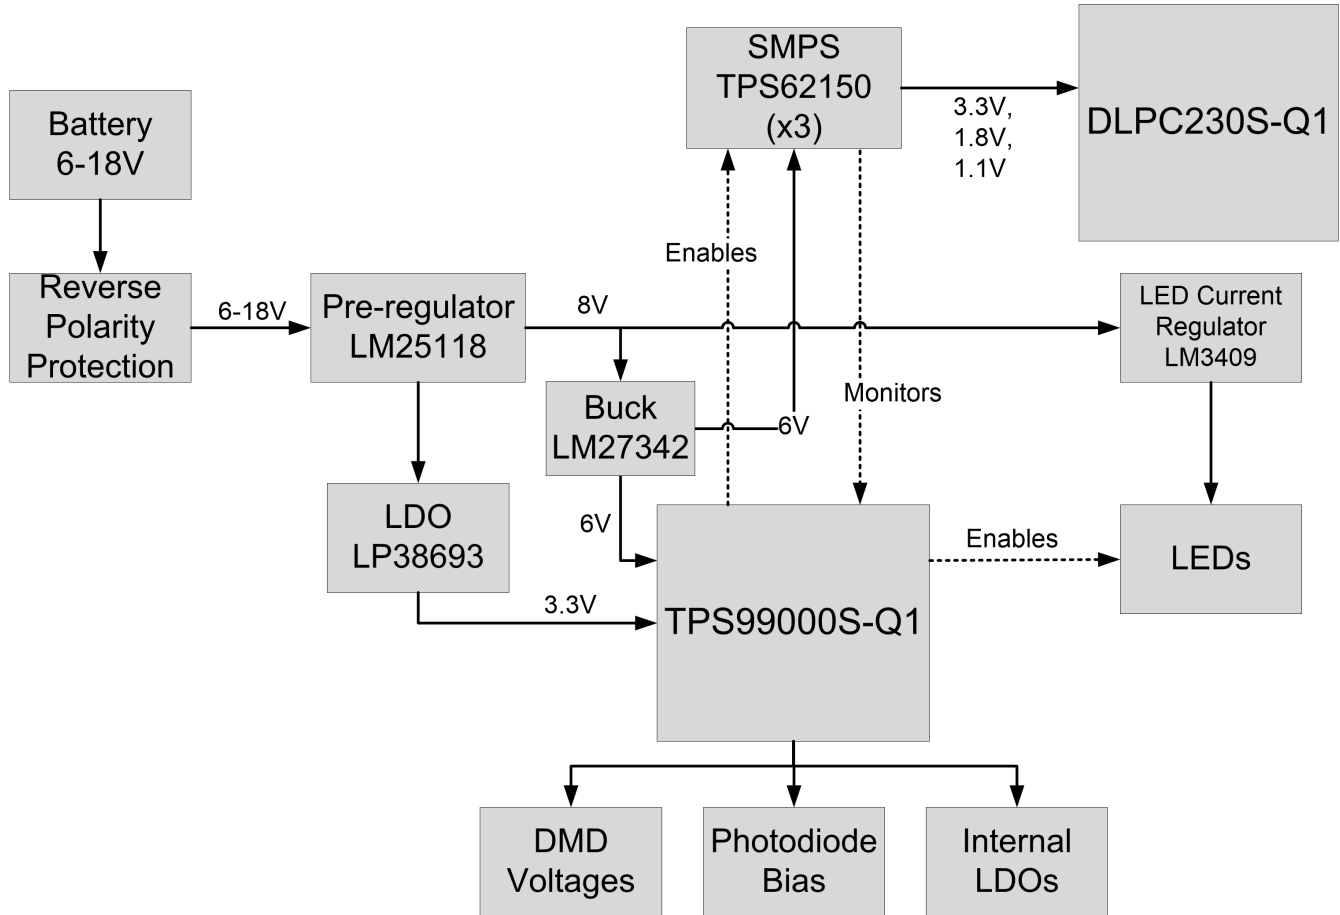 SMPS
TPS62150
(x3)
3.3V,
1.8V,
1.1V
DLPC230S-Q1
Battery
6-18V
Reverse
Polarity
Protection
6-18V
Pre-regulator
LM25118
8V
Enables
LED Current
Regulator
LM3409
Buck
LM27342
6V
Monitors
6V
LDO
LP38693
3.3V
TPS99000S-Q1
Enables
LEDs
DMD
Voltages
Photodiode
Bias
Internal
LDOs